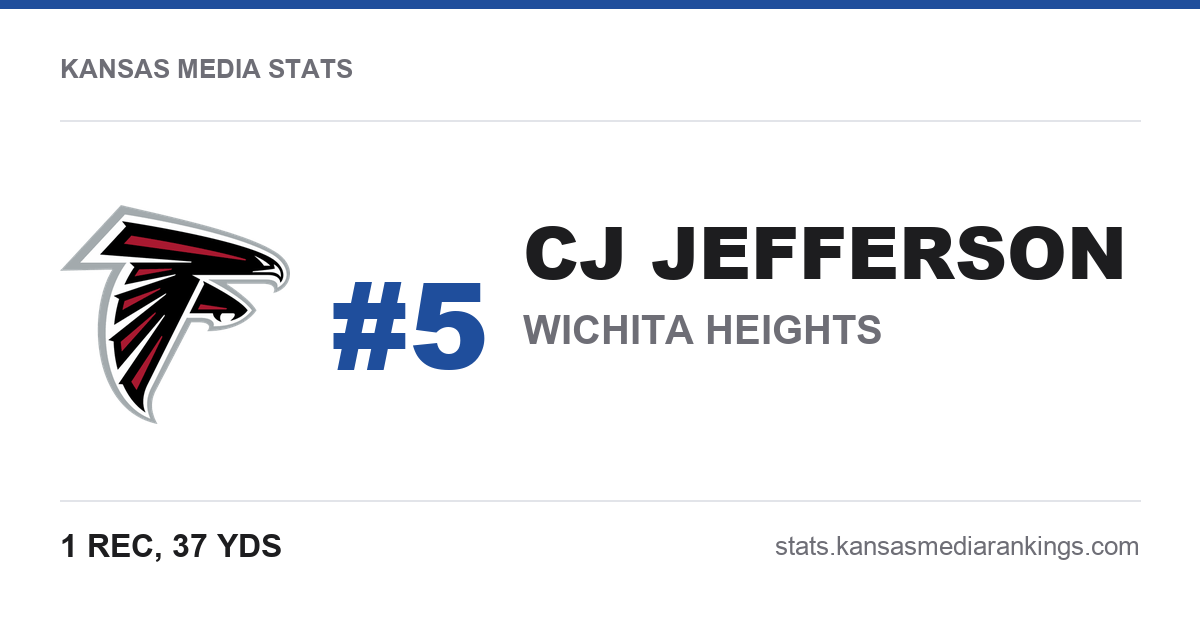 KANSAS MEDIA STATS
#5
CJ JEFFERSON
WICHITA HEIGHTS
1 REC, 37 YDS
stats.kansasmediarankings.com